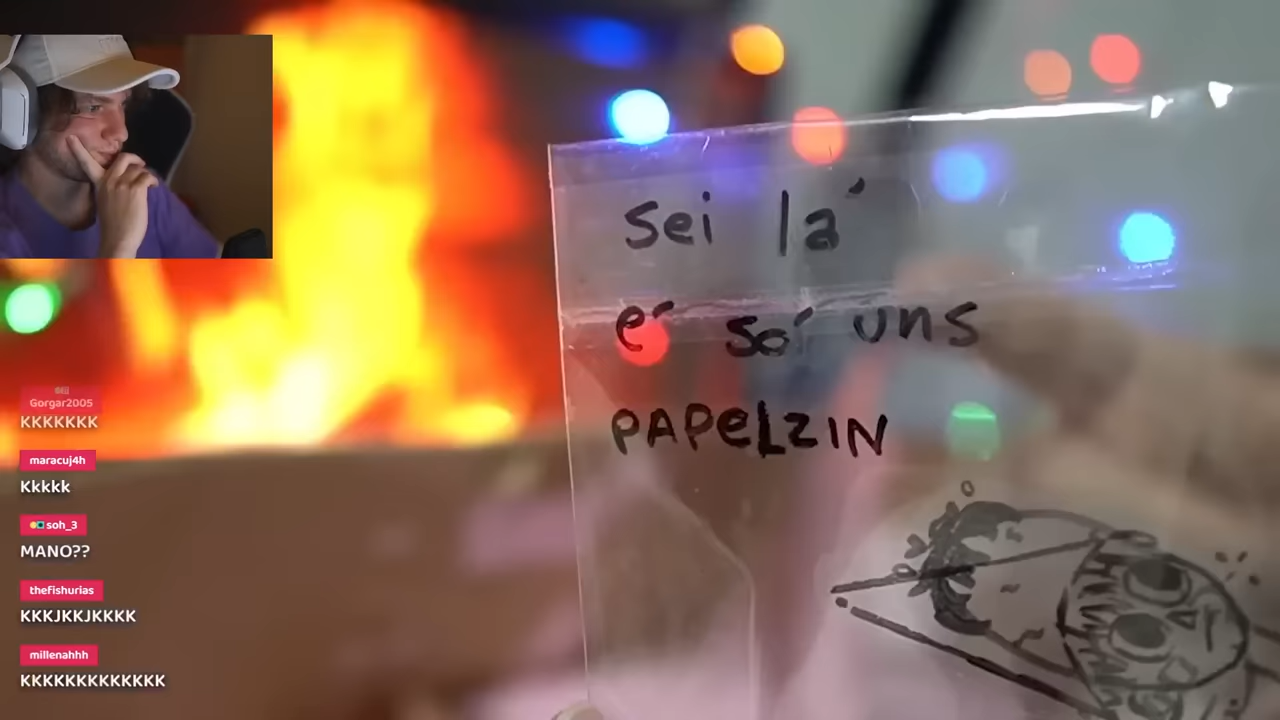 sei lá
é só uns
PAPeLZIN
Gorgar2005
KKKKKKK
maracuj4h
Kkkkk
soh_3
MANO??
thefishurias
KKKJKKJKKKK
millenahhh
KKKKKKKKKKKKK